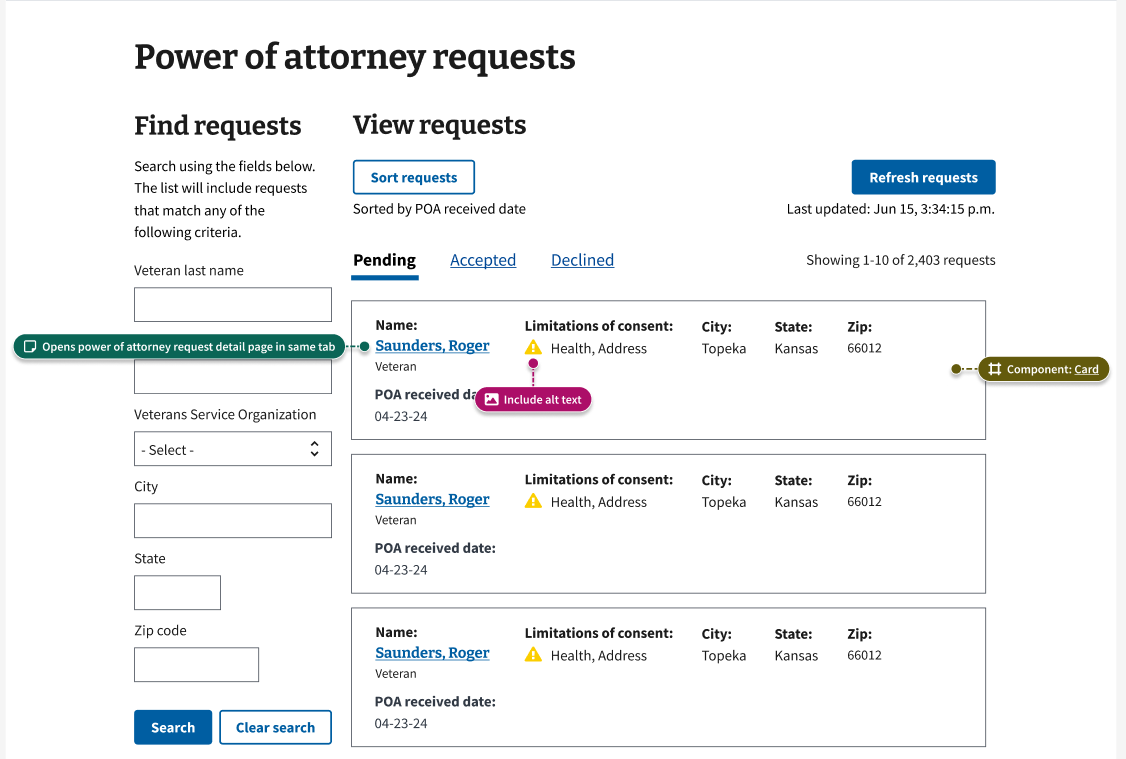 Power of attorney requests
Find requests
Search using the fields below.
The list will include requests
that match any of the
following criteria.
Veteran last name
Opens power of attorney request detail page in same tab
Veterans Service Organization
- Select -
City
State
Zip code
Search
Clear search
View requests
Sort requests
Refresh requests
Sorted by POA received date
Last updated: Jun 15, 3:34:15 p.m.
Pending
Accepted
Declined
Showing 1-10 of 2,403 requests
Name:
Saunders, Roger
Veteran
POA received da
04-23-24
Limitations of consent:
Health, Address
Include alt text
City:
Topeka
State:
Kansas
Zip:
66012
Component: Card
Name:
Saunders, Roger
Veteran
POA received date:
04-23-24
Limitations of consent:
Health, Address
City:
Topeka
State:
Kansas
Zip:
66012
Name:
Saunders, Roger
Veteran
POA received date:
04-23-24
Limitations of consent:
Health, Address
City:
Topeka
State:
Kansas
Zip:
66012